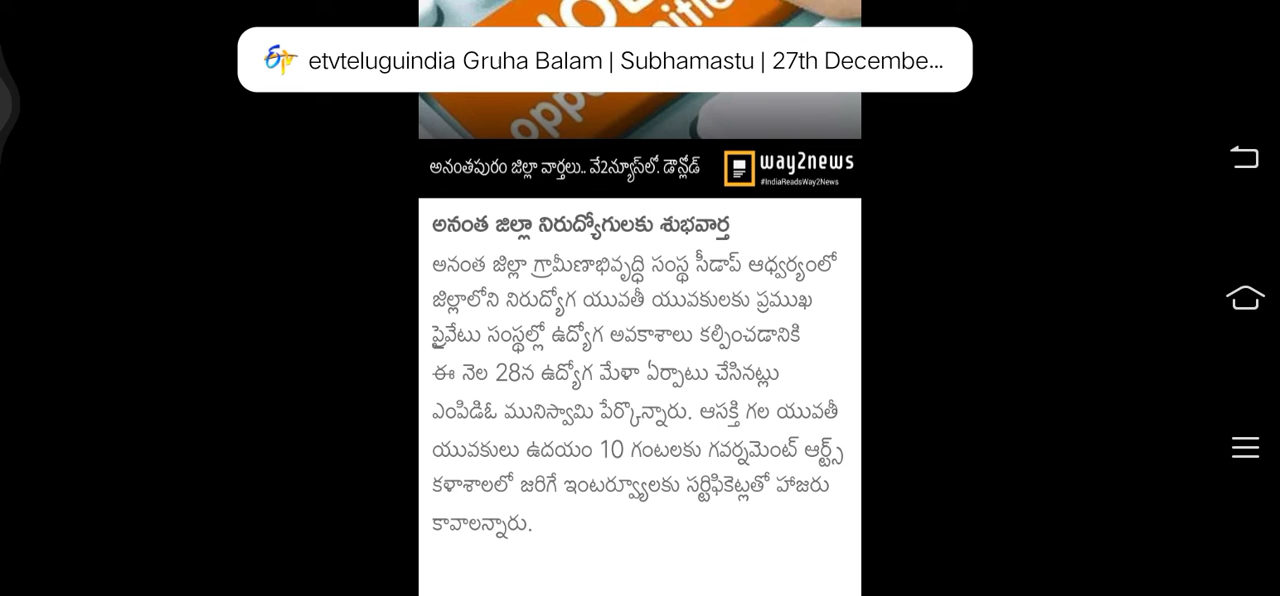 etvteluguindia Gruha Balam | Subhamastu | 27th Decembe...
అనంతపురం జిల్లా వార్తలు.. వే2న్యూస్‌లో. డౌన్లోడ్
way2news
#IndiaReadsWay2News
అనంత జిల్లా నిరుద్యోగులకు శుభవార్త
అనంత జిల్లా గ్రామీణాభివృద్ధి సంస్థ సీడాప్ ఆధ్వర్యంలో
జిల్లాలోని నిరుద్యోగ యువతీ యువకులకు ప్రముఖ
ప్రైవేటు సంస్థల్లో ఉద్యోగ అవకాశాలు కల్పించడానికి
ఈ నెల 28న ఉద్యోగ మేళా ఏర్పాటు చేసినట్లు
ఎంపిడిఓ మునిస్వామి పేర్కొన్నారు. ఆసక్తి గల యువతీ
యువకులు ఉదయం 10 గంటలకు గవర్నమెంట్ ఆర్ట్స్
కళాశాలలో జరిగే ఇంటర్వ్యూలకు సర్టిఫికెట్లతో హాజరు
కావాలన్నారు.